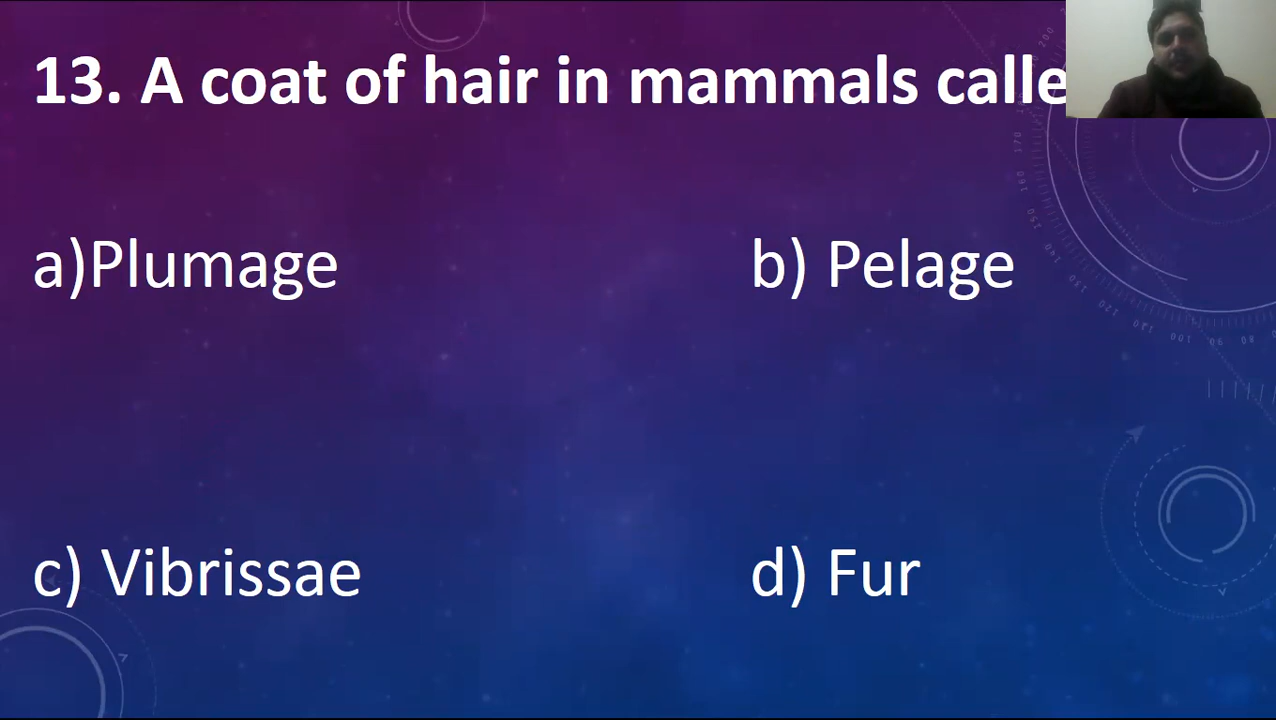 13. A coat of hair in mammals calle
a)Plumage
b) Pelage
c) Vibrissae
d) Fur